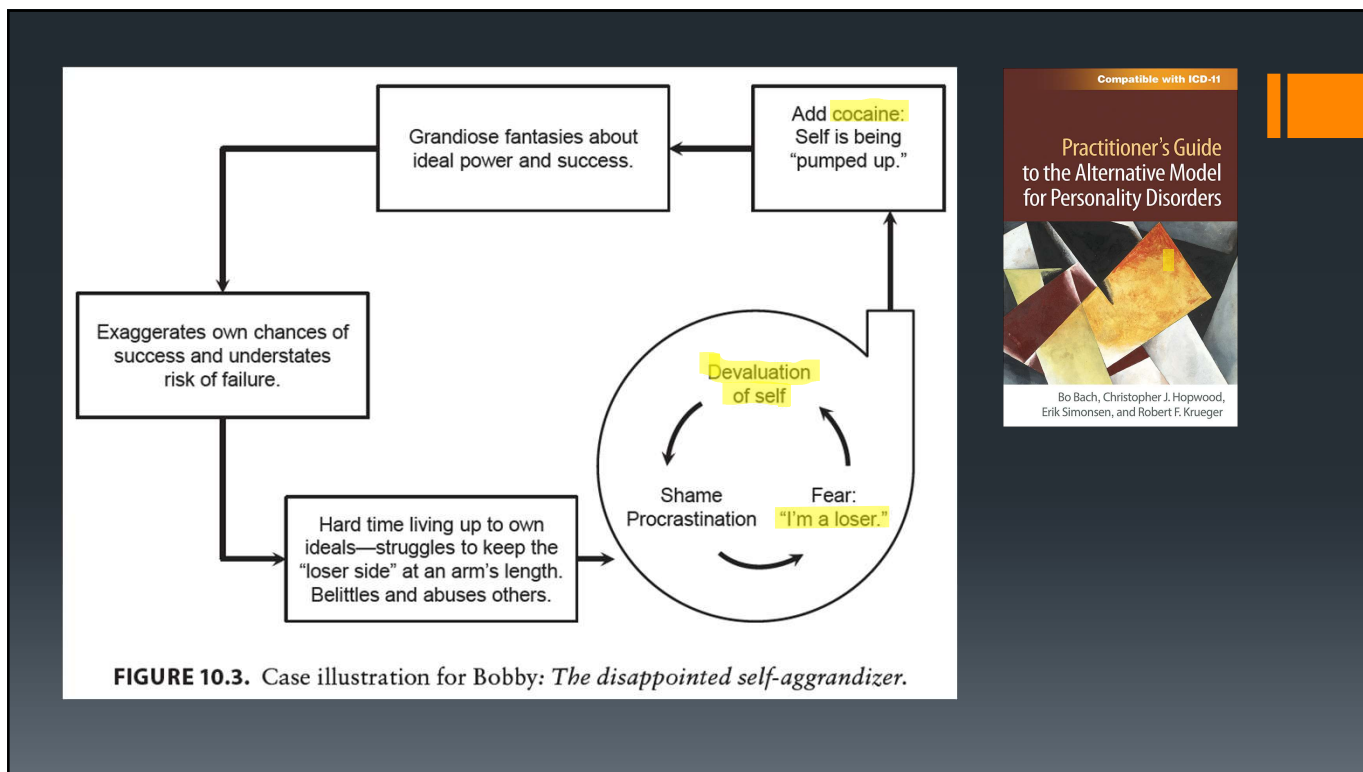 Grandiose fantasies about
ideal power and success.
Add cocaine:
Self is being
“pumped up.”
Exaggerates own chances of
success and understates
risk of failure.
Hard time living up to own
ideals—struggles to keep the
“loser side” at an arm’s length.
Belittles and abuses others.
Devaluation
of self
Shame
Procrastination
Fear:
“I’m a loser.”
FIGURE 10.3. Case illustration for Bobby: The disappointed self-aggrandizer.
Compatible with ICD-11
Practitioner’s Guide
to the Alternative Model
for Personality Disorders
Bo Bach, Christopher J. Hopwood,
Erik Simonsen, and Robert F. Krueger